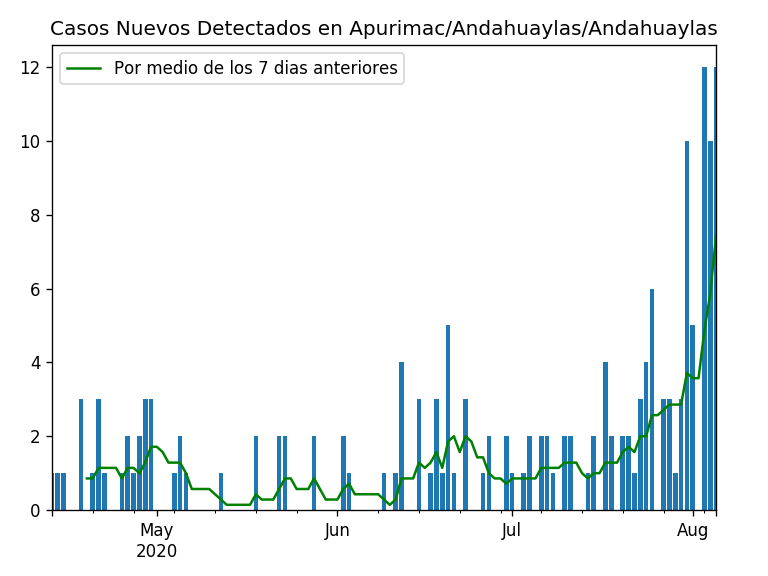 Casos Nuevos Detectados en Apurimac/Andahuaylas/Andahuaylas
Por medio de los 7 dias anteriores
12
10
8
6
4
2
0
May Jun Jul Aug
2020